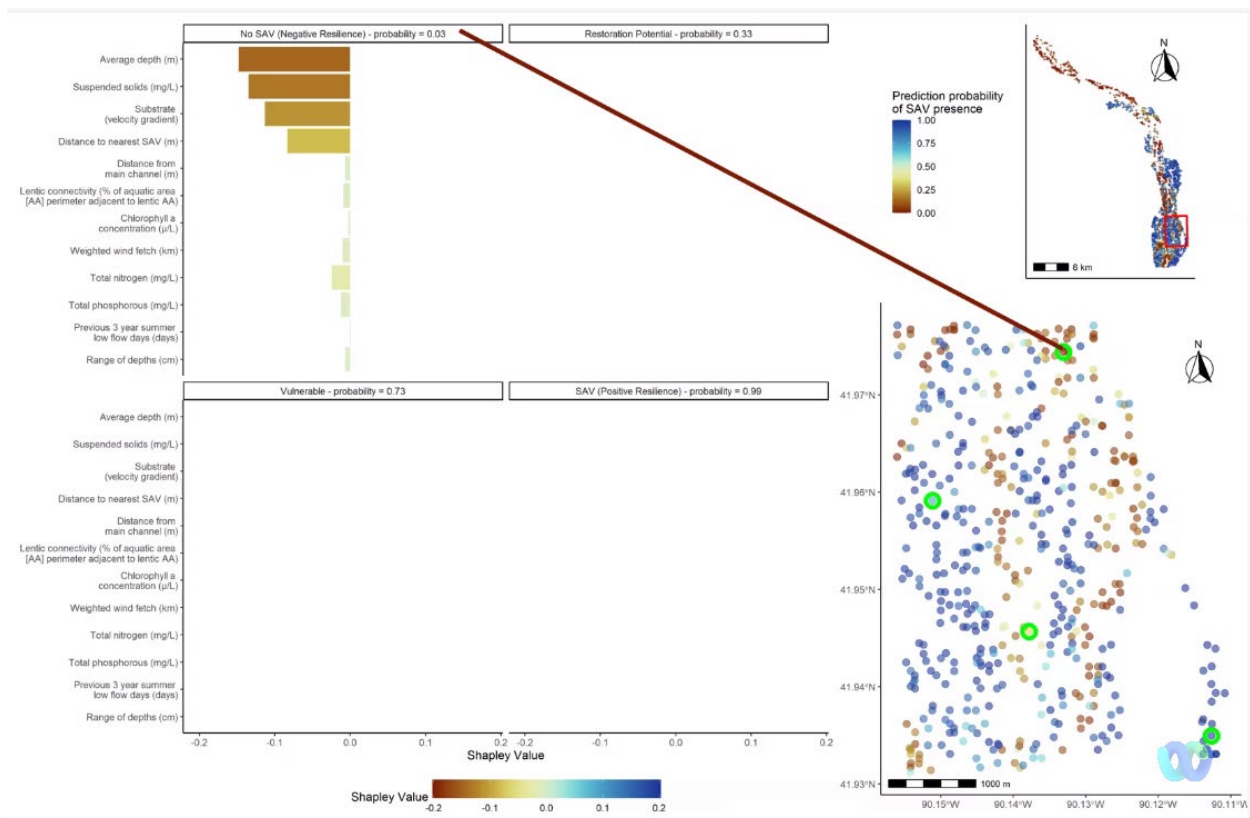 No SAV (Negative Resilience) - probability = 0.03
Restoration Potential - probability = 0.33
Average depth (m)
Suspended solids (mg/L)
Substrate
(velocity gradient)
Distance to nearest SAV (m)
Distance from
main channel (m)
Lentic connectivity (% of aquatic area
[AA] perimeter adjacent to lentic AA)
Chlorophyll a
concentration (μ/L)
Weighted wind fetch (km)
Total nitrogen (mg/L)
Total phosphorous (mg/L)
Previous 3 year summer
low flow days (days)
Range of depths (cm)
Vulnerable - probability = 0.73
SAV (Positive Resilience) - probability = 0.99
Average depth (m)
Suspended solids (mg/L)
Substrate
(velocity gradient)
Distance to nearest SAV (m)
Distance from
main channel (m)
Lentic connectivity (% of aquatic area
[AA] perimeter adjacent to lentic AA)
Chlorophyll a
concentration (μ/L)
Weighted wind fetch (km)
Total nitrogen (mg/L)
Total phosphorous (mg/L)
Previous 3 year summer
low flow days (days)
Range of depths (cm)
-0.2 -0.1 0.0 0.1 0.2 -0.2 -0.1 0.0 0.1 0.2
Shapley Value
Shapley Value
-0.2 -0.1 0.0 0.1 0.2
Prediction probability
of SAV presence
1.00
0.75
0.50
0.25
0.00
N
6 km
N
41.97°N
41.96°N
41.95°N
41.94°N
41.93°N
1000 m
90.15°W 90.14°W 90.13°W 90.12°W 90.11°W